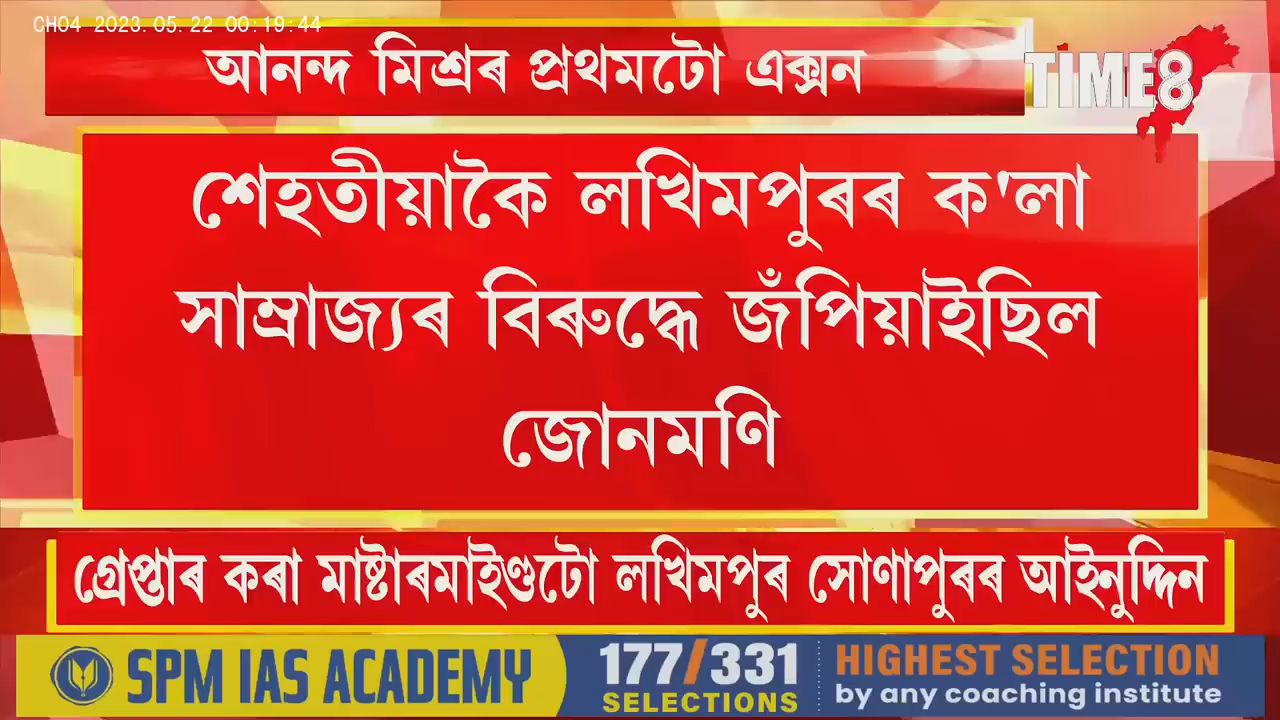 CH04 2023.05.22 00:19:44
আনন্দ মিশ্ৰৰ প্ৰথমটো এক্সন
TIME8
শেহতীয়াকৈ লখিমপুৰৰ ক'লা
সাম্ৰাজ্যৰ বিৰুদ্ধে জঁপিয়াইছিল
জোনমণি
গ্ৰেপ্তাৰ কৰা মাষ্টাৰমাইণ্ডটো লখিমপুৰ সোণাপুৰৰ আইনুদ্দিন
SPM IAS ACADEMY
177/331
SELECTIONS
HIGHEST SELECTION
by any coaching institute